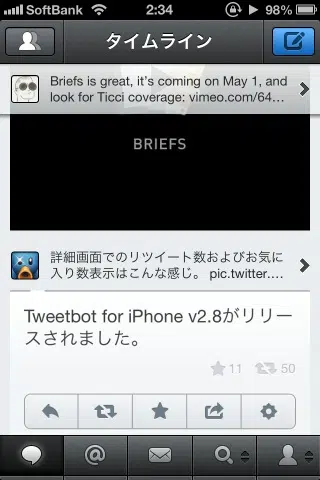 SoftBank 2:34 98%
タイムライン
Briefs is great, it's coming on May 1, and
look for Ticci coverage: vimeo.com/64...
BRIEFS
詳細画面でのリツイート数およびお気に
入り数表示はこんな感じ。 pic.twitter....
Tweetbot for iPhone v2.8がリリー
スされました。
11 50